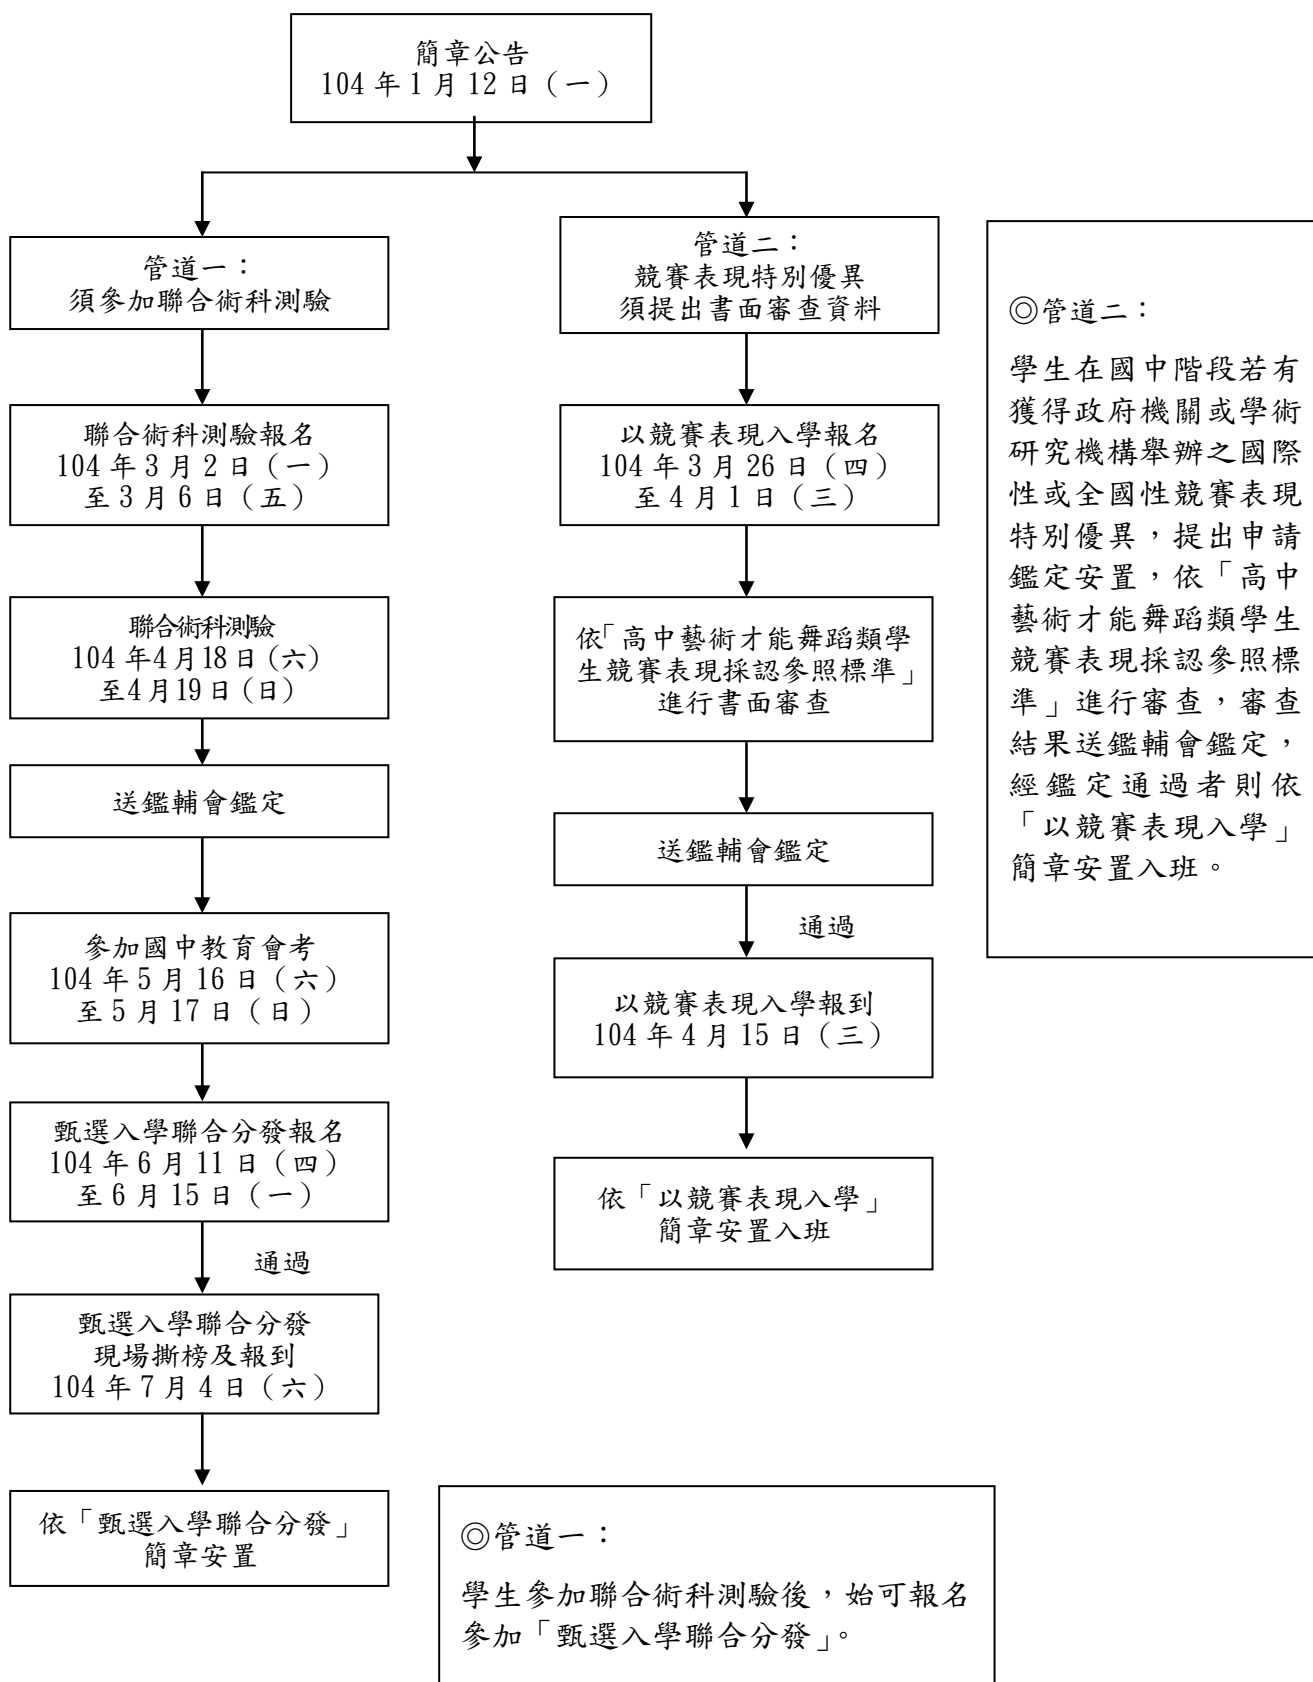 簡章公告
104 年 1 月 12 日（一）
管道一：
須參加聯合術科測驗
聯合術科測驗報名
104 年 3 月 2 日（一）
至 3 月 6 日（五）
聯合術科測驗
104 年4 月18 日(六)
至4 月19 日(日)
送鑑輔會鑑定
參加國中教育會考
104 年 5 月 16 日（六）
至 5 月 17 日（日）
甄選入學聯合分發報名
104 年 6 月 11 日（四）
至 6 月 15 日（一）
通過
甄選入學聯合分發
現場撕榜及報到
104 年 7 月 4 日（六）
依「甄選入學聯合分發」
簡章安置
管道二：
競賽表現特別優異
須提出書面審查資料
以競賽表現入學報名
104 年 3 月 26 日（四）
至 4 月 1 日（三）
依「高中藝術才能舞蹈類學
生競賽表現採認參照標準」
進行書面審查
送鑑輔會鑑定
通過
以競賽表現入學報到
104 年 4 月 15 日（三）
依「以競賽表現入學」
簡章安置入班
◎管道二：
學生在國中階段若有
獲得政府機關或學術
研究機構舉辦之國際
性或全國性競賽表現
特別優異，提出申請
鑑定安置，依「高中
藝術才能舞蹈類學生
競賽表現採認參照標
準」進行審查，審查
結果送鑑輔會鑑定，
經鑑定通過者則依
「以競賽表現入學」
簡章安置入班。
◎管道一：
學生參加聯合術科測驗後，始可報名
參加「甄選入學聯合分發」。